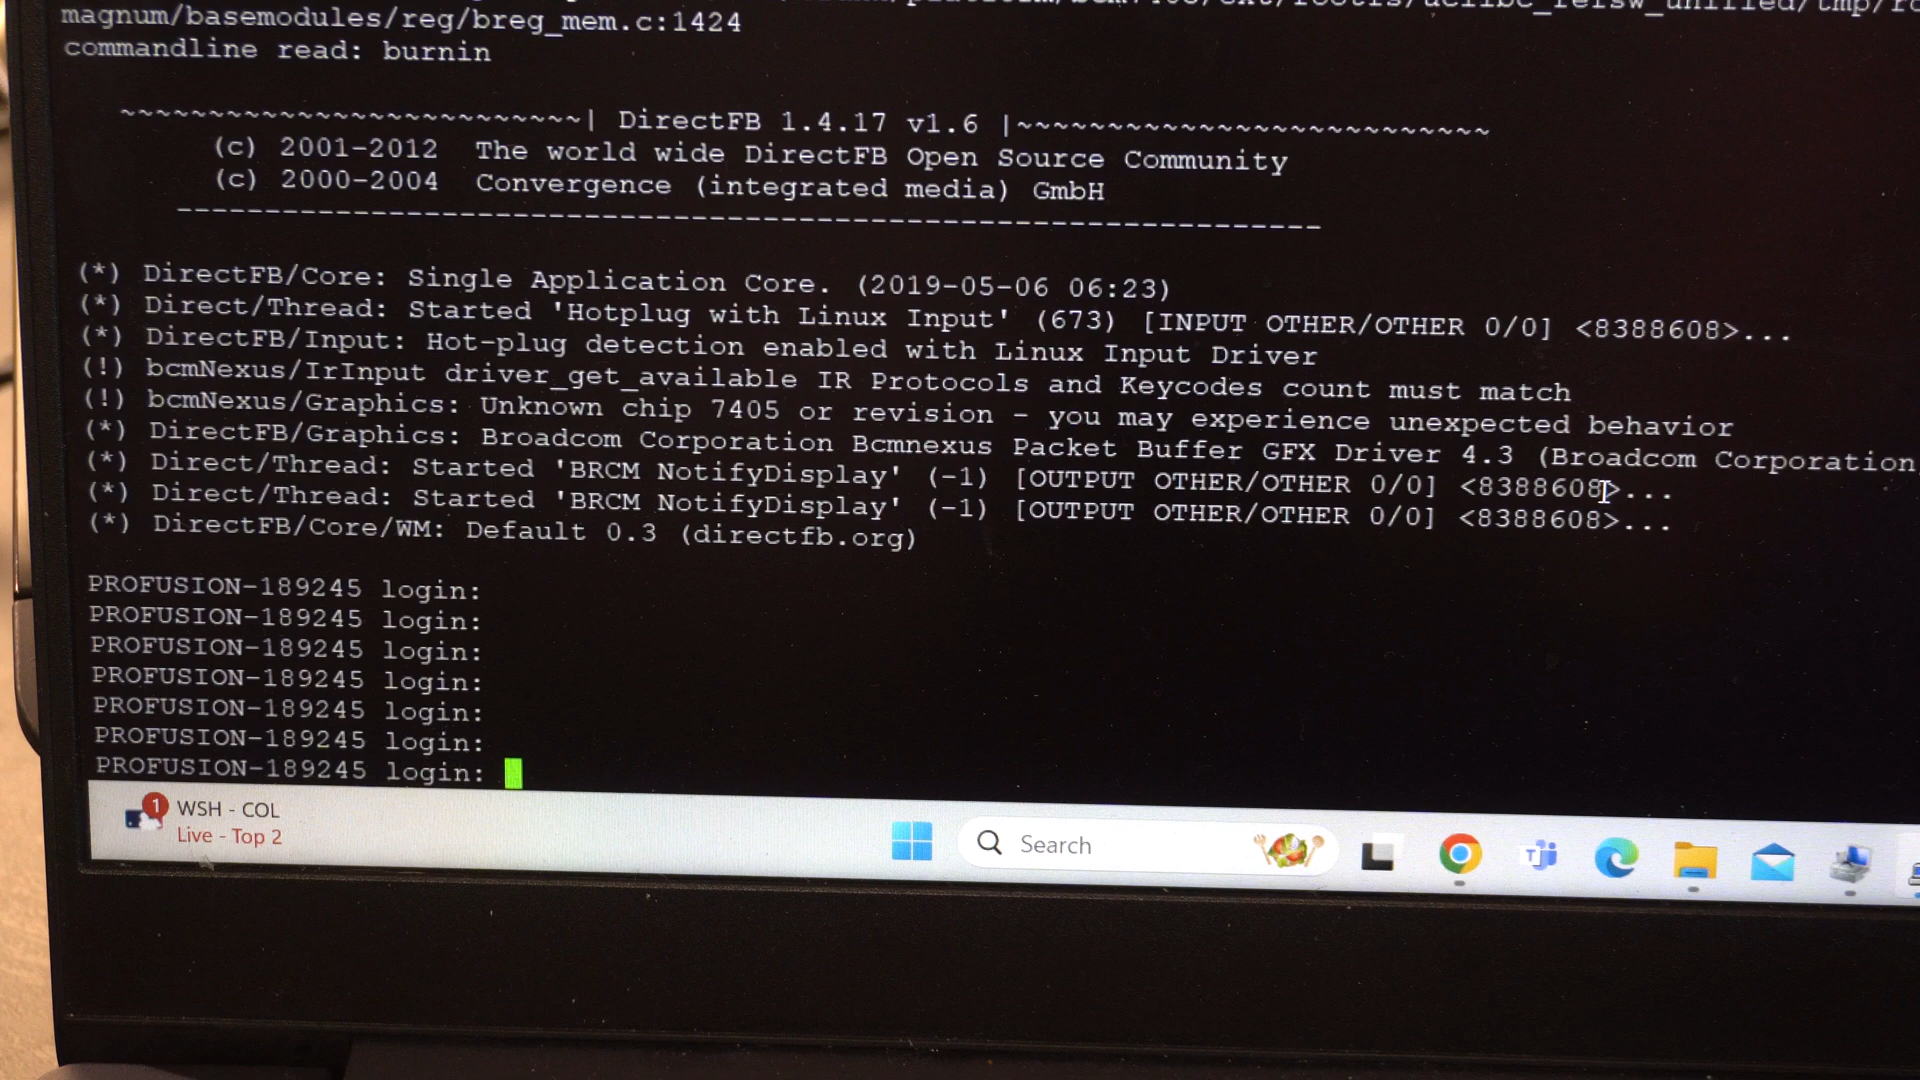 magnum/basemodules/reg/breg_mem.c:1424
commandline read: burnin
~~~~~~~~~~~~~~~~~~~~~~~~~~| DirectFB 1.4.17 v1.6 |~~~~~~~~~~~~~~~~~~~~~~~~~~
(c) 2001-2012 The world wide DirectFB Open Source Community
(c) 2000-2004 Convergence (integrated media) GmbH
----------------------------------------------------------------
(*) DirectFB/Core: Single Application Core. (2019-05-06 06:23)
(*) Direct/Thread: Started 'Hotplug with Linux Input' (673) [INPUT OTHER/OTHER 0/0] <8388608>...
(*) DirectFB/Input: Hot-plug detection enabled with Linux Input Driver
(!) bcmNexus/IrInput driver_get_available IR Protocols and Keycodes count must match
(!) bcmNexus/Graphics: Unknown chip 7405 or revision - you may experience unexpected behavior
(*) DirectFB/Graphics: Broadcom Corporation Bcmnexus Packet Buffer GFX Driver 4.3 (Broadcom Corporation
(*) Direct/Thread: Started 'BRCM NotifyDisplay' (-1) [OUTPUT OTHER/OTHER 0/0] <8388608>...
(*) Direct/Thread: Started 'BRCM NotifyDisplay' (-1) [OUTPUT OTHER/OTHER 0/0] <8388608>...
(*) DirectFB/Core/WM: Default 0.3 (directfb.org)
PROFUSION-189245 login:
PROFUSION-189245 login:
PROFUSION-189245 login:
PROFUSION-189245 login:
PROFUSION-189245 login:
PROFUSION-189245 login:
PROFUSION-189245 login:
1 WSH - COL
Live - Top 2
Search